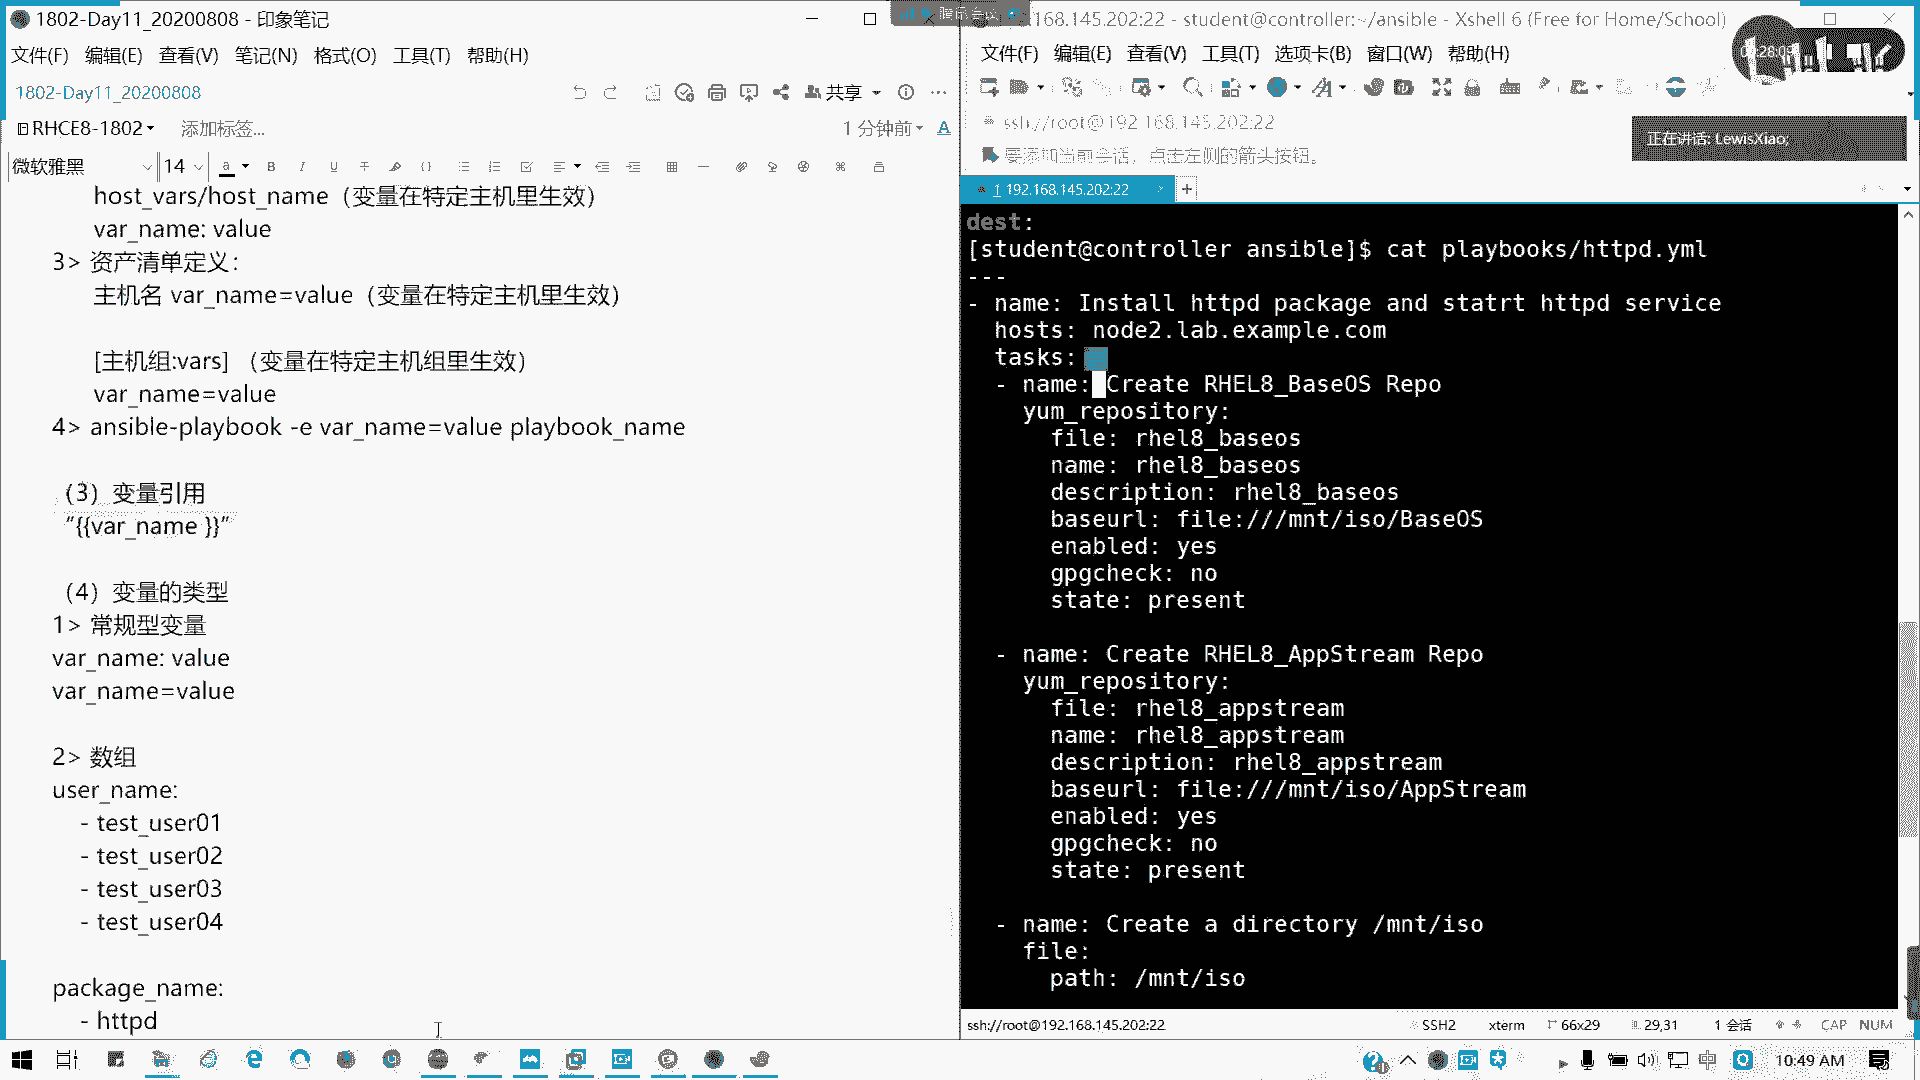 1802-Day11_20200808 - 印象笔记
文件(F) 编辑(E) 查看(V) 笔记(N) 格式(O) 工具(T) 帮助(H)
1802-Day11_20200808
共享
RHCE8-1802
添加标签...
1 分钟前
微软雅黑 14
host_vars/host_name（变量在特定主机里生效）
var_name: value
3> 资产清单定义：
主机名 var_name=value（变量在特定主机里生效）
[主机组:vars] （变量在特定主机组里生效）
var_name=value
4> ansible-playbook -e var_name=value playbook_name
（3）变量引用
“{{var_name }}”
（4）变量的类型
1> 常规型变量
var_name: value
var_name=value
2> 数组
user_name:
- test_user01
- test_user02
- test_user03
- test_user04
package_name:
- httpd
腾讯会议
168.145.202:22 - student@controller:~/ansible - Xshell 6 (Free for Home/School)
文件(F) 编辑(E) 查看(V) 工具(T) 选项卡(B) 窗口(W) 帮助(H)
ssh://root@192.168.145.202:22
要添加当前会话，点击左侧的箭头按钮。
正在讲话: LewisXiao;
1 192.168.145.202:22
dest:
[student@controller ansible]$ cat playbooks/httpd.yml
---
- name: Install httpd package and statrt httpd service
hosts: node2.lab.example.com
tasks:
- name: Create RHEL8_BaseOS Repo
yum_repository:
file: rhel8_baseos
name: rhel8_baseos
description: rhel8_baseos
baseurl: file:///mnt/iso/BaseOS
enabled: yes
gpgcheck: no
state: present
- name: Create RHEL8_AppStream Repo
yum_repository:
file: rhel8_appstream
name: rhel8_appstream
description: rhel8_appstream
baseurl: file:///mnt/iso/AppStream
enabled: yes
gpgcheck: no
state: present
- name: Create a directory /mnt/iso
file:
path: /mnt/iso
ssh://root@192.168.145.202:22 SSH2 xterm 66x29 29,31 1 会话 CAP NUM
中 10:49 AM